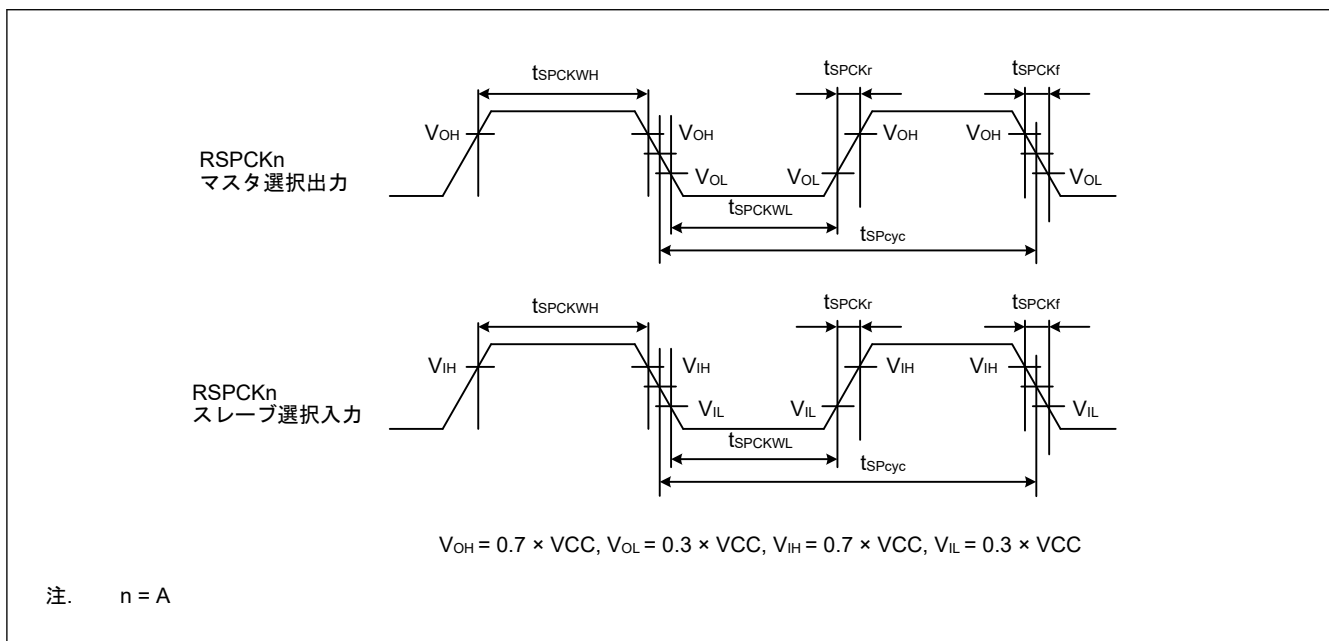 tSPCKWH
tSPCKr
tSPCKf
VOH
VOH
VOH
VOH
RSPCKn
マスタ選択出力
VOL
VOL
VOL
tSPCKWL
tSPcyc
tSPCKWH
tSPCKr
tSPCKf
VIH
VIH
VIH
VIH
RSPCKn
スレーブ選択入力
VIL
VIL
VIL
tSPCKWL
tSPcyc
VOH = 0.7 × VCC, VOL = 0.3 × VCC, VIH = 0.7 × VCC, VIL = 0.3 × VCC
注. n = A